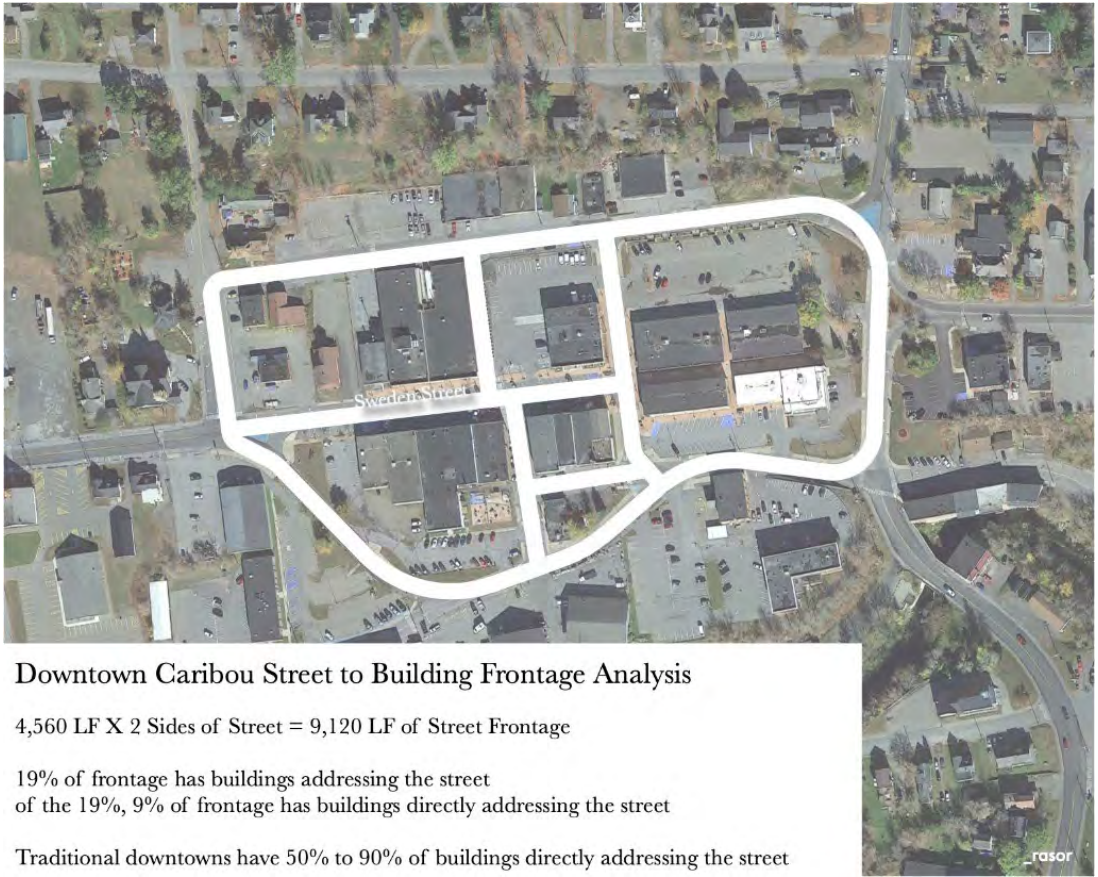 Sweden Street
Downtown Caribou Street to Building Frontage Analysis
4,560 LF X 2 Sides of Street = 9,120 LF of Street Frontage
19% of frontage has buildings addressing the street
of the 19%, 9% of frontage has buildings directly addressing the street
Traditional downtowns have 50% to 90% of buildings directly addressing the street
_rasor